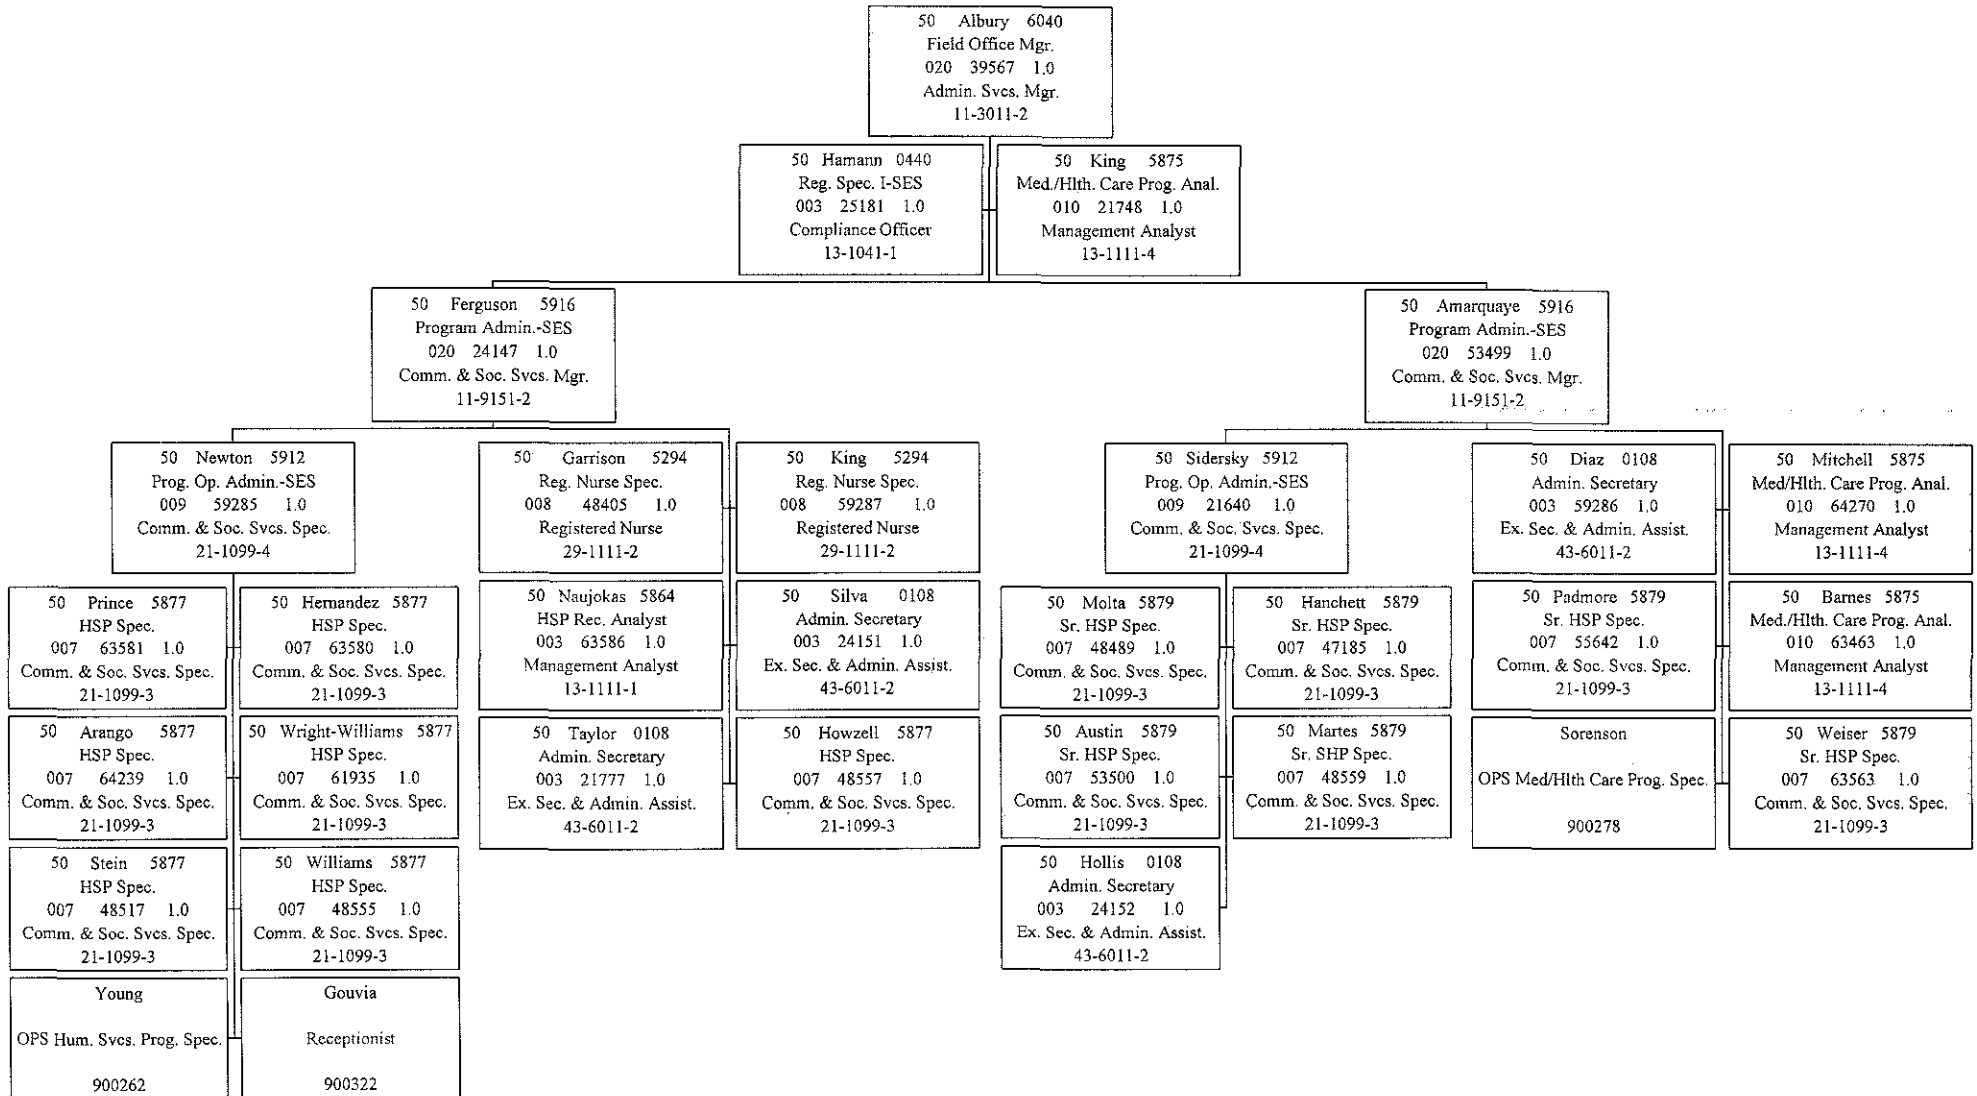 50 Albury 6040
Field Office Mgr.
020 39567 1.0
Admin. Svcs. Mgr.
11-3011-2
50 Hamann 0440
Reg. Spec. I-SES
003 25181 1.0
Compliance Officer
13-1041-1
50 King 5875
Med./Hlth. Care Prog. Anal.
010 21748 1.0
Management Analyst
13-1111-4
50 Ferguson 5916
Program Admin.-SES
020 24147 1.0
Comm. & Soc. Svcs. Mgr.
11-9151-2
50 Amarquaye 5916
Program Admin.-SES
020 53499 1.0
Comm. & Soc. Svcs. Mgr.
11-9151-2
50 Newton 5912
Prog. Op. Admin.-SES
009 59285 1.0
Comm. & Soc. Svcs. Spec.
21-1099-4
50 Garrison 5294
Reg. Nurse Spec.
008 48405 1.0
Registered Nurse
29-1111-2
50 King 5294
Reg. Nurse Spec.
008 59287 1.0
Registered Nurse
29-1111-2
50 Sidersky 5912
Prog. Op. Admin.-SES
009 21640 1.0
Comm. & Soc. Svcs. Spec.
21-1099-4
50 Diaz 0108
Admin. Secretary
003 59286 1.0
Ex. Sec. & Admin. Assist.
43-6011-2
50 Mitchell 5875
Med/Hlth. Care Prog. Anal.
010 64270 1.0
Management Analyst
13-1111-4
50 Prince 5877
HSP Spec.
007 63581 1.0
Comm. & Soc. Svcs. Spec.
21-1099-3
50 Hernandez 5877
HSP Spec.
007 63580 1.0
Comm. & Soc. Svcs. Spec.
21-1099-3
50 Naujokas 5864
HSP Rec. Analyst
003 63586 1.0
Management Analyst
13-1111-1
50 Silva 0108
Admin. Secretary
003 24151 1.0
Ex. Sec. & Admin. Assist.
43-6011-2
50 Molta 5879
Sr. HSP Spec.
007 48489 1.0
Comm. & Soc. Svcs. Spec.
21-1099-3
50 Hanchett 5879
Sr. HSP Spec.
007 47185 1.0
Comm. & Soc. Svcs. Spec.
21-1099-3
50 Padmore 5879
Sr. HSP Spec.
007 55642 1.0
Comm. & Soc. Svcs. Spec.
21-1099-3
50 Barnes 5875
Med./Hlth. Care Prog. Anal.
010 63463 1.0
Management Analyst
13-1111-4
50 Arango 5877
HSP Spec.
007 64239 1.0
Comm. & Soc. Svcs. Spec.
21-1099-3
50 Wright-Williams 5877
HSP Spec.
007 61935 1.0
Comm. & Soc. Svcs. Spec.
21-1099-3
50 Taylor 0108
Admin. Secretary
003 21777 1.0
Ex. Sec. & Admin. Assist.
43-6011-2
50 Howzell 5877
HSP Spec.
007 48557 1.0
Comm. & Soc. Svcs. Spec.
21-1099-3
50 Austin 5879
Sr. HSP Spec.
007 53500 1.0
Comm. & Soc. Svcs. Spec.
21-1099-3
50 Martes 5879
Sr. SHP Spec.
007 48559 1.0
Comm. & Soc. Svcs. Spec.
21-1099-3
Sorenson
OPS Med/Hlth Care Prog. Spec.
900278
50 Weiser 5879
Sr. HSP Spec.
007 63563 1.0
Comm. & Soc. Svcs. Spec.
21-1099-3
50 Stein 5877
HSP Spec.
007 48517 1.0
Comm. & Soc. Svcs. Spec.
21-1099-3
50 Williams 5877
HSP Spec.
007 48555 1.0
Comm. & Soc. Svcs. Spec.
21-1099-3
50 Hollis 0108
Admin. Secretary
003 24152 1.0
Ex. Sec. & Admin. Assist.
43-6011-2
Young
OPS Hum. Svcs. Prog. Spec.
900262
Gouvia
Receptionist
900322